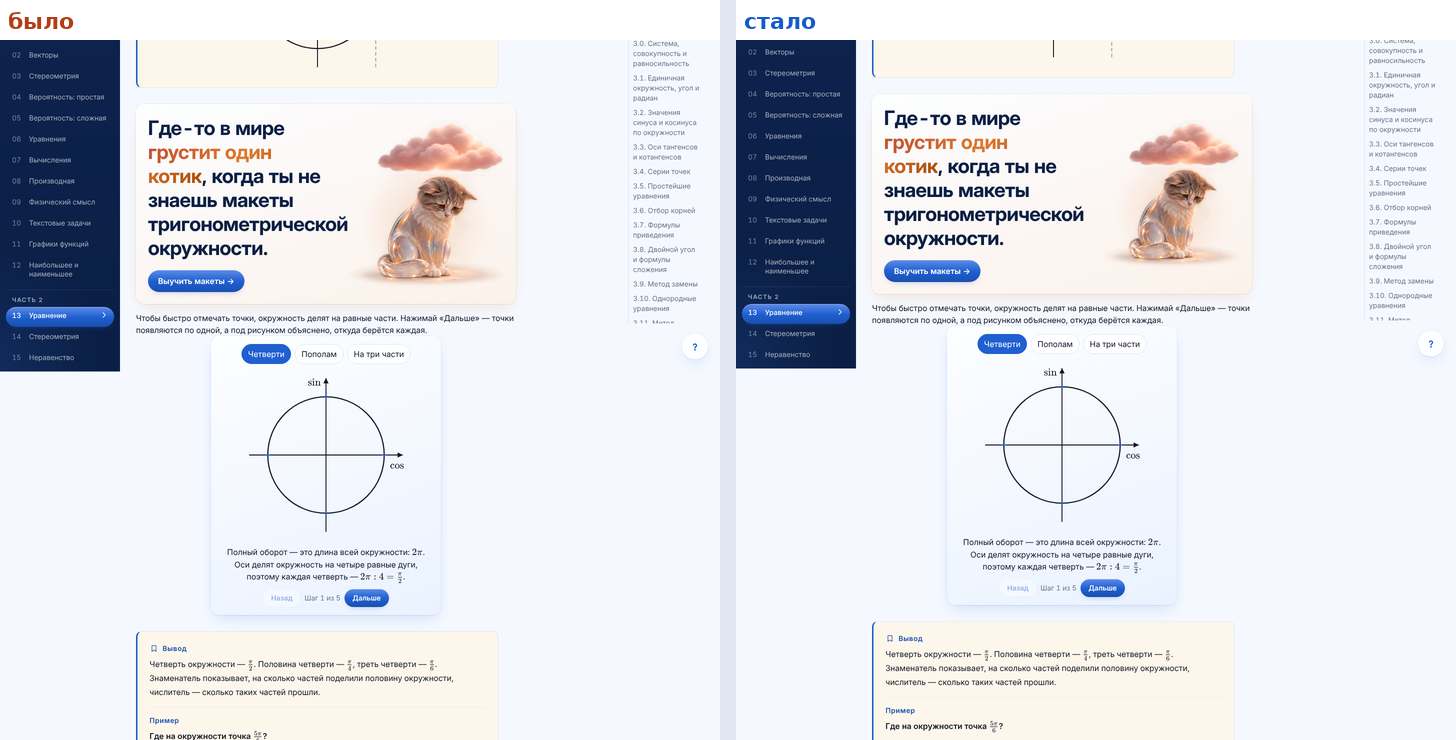 было
02 Векторы
03 Стереометрия
04 Вероятность: простая
05 Вероятность: сложная
06 Уравнения
07 Вычисления
08 Производная
09 Физический смысл
10 Текстовые задачи
11 Графики функций
12 Наибольшее и
наименьшее
ЧАСТЬ 2
13 Уравнение
14 Стереометрия
15 Неравенство
Где-то в мире
грустит один
котик, когда ты не
знаешь макеты
тригонометрической
окружности.
Выучить макеты →
Чтобы быстро отмечать точки, окружность делят на равные части. Нажимай «Дальше» — точки
появляются по одной, а под рисунком объяснено, откуда берётся каждая.
Четверти Пополам На три части
sin
cos
Полный оборот — это длина всей окружности: 2π.
Оси делят окружность на четыре равные дуги,
поэтому каждая четверть — 2π : 4 = π/2.
Назад Шаг 1 из 5 Дальше
Вывод
Четверть окружности — π/2. Половина четверти — π/4, треть четверти — π/6.
Знаменатель показывает, на сколько частей поделили половину окружности,
числитель — сколько таких частей прошли.
Пример
Где на окружности точка 5π/6?
3.0. Система,
совокупность и
равносильность
3.1. Единичная
окружность, угол и
радиан
3.2. Значения
синуса и косинуса
по окружности
3.3. Оси тангенсов
и котангенсов
3.4. Серии точек
3.5. Простейшие
уравнения
3.6. Отбор корней
3.7. Формулы
приведения
3.8. Двойной угол
и формулы
сложения
3.9. Метод замены
3.10. Однородные
уравнения
3.11. Метод
?
стало
02 Векторы
03 Стереометрия
04 Вероятность: простая
05 Вероятность: сложная
06 Уравнения
07 Вычисления
08 Производная
09 Физический смысл
10 Текстовые задачи
11 Графики функций
12 Наибольшее и
наименьшее
ЧАСТЬ 2
13 Уравнение
14 Стереометрия
15 Неравенство
Где-то в мире
грустит один
котик, когда ты не
знаешь макеты
тригонометрической
окружности.
Выучить макеты →
Чтобы быстро отмечать точки, окружность делят на равные части. Нажимай «Дальше» — точки
появляются по одной, а под рисунком объяснено, откуда берётся каждая.
Четверти Пополам На три части
sin
cos
Полный оборот — это длина всей окружности: 2π.
Оси делят окружность на четыре равные дуги,
поэтому каждая четверть — 2π : 4 = π/2.
Назад Шаг 1 из 5 Дальше
Вывод
Четверть окружности — π/2. Половина четверти — π/4, треть четверти — π/6.
Знаменатель показывает, на сколько частей поделили половину окружности,
числитель — сколько таких частей прошли.
Пример
Где на окружности точка 5π/6?
3.0. Система,
совокупность и
равносильность
3.1. Единичная
окружность, угол и
радиан
3.2. Значения
синуса и косинуса
по окружности
3.3. Оси тангенсов
и котангенсов
3.4. Серии точек
3.5. Простейшие
уравнения
3.6. Отбор корней
3.7. Формулы
приведения
3.8. Двойной угол
и формулы
сложения
3.9. Метод замены
3.10. Однородные
уравнения
3.11. Метод
?